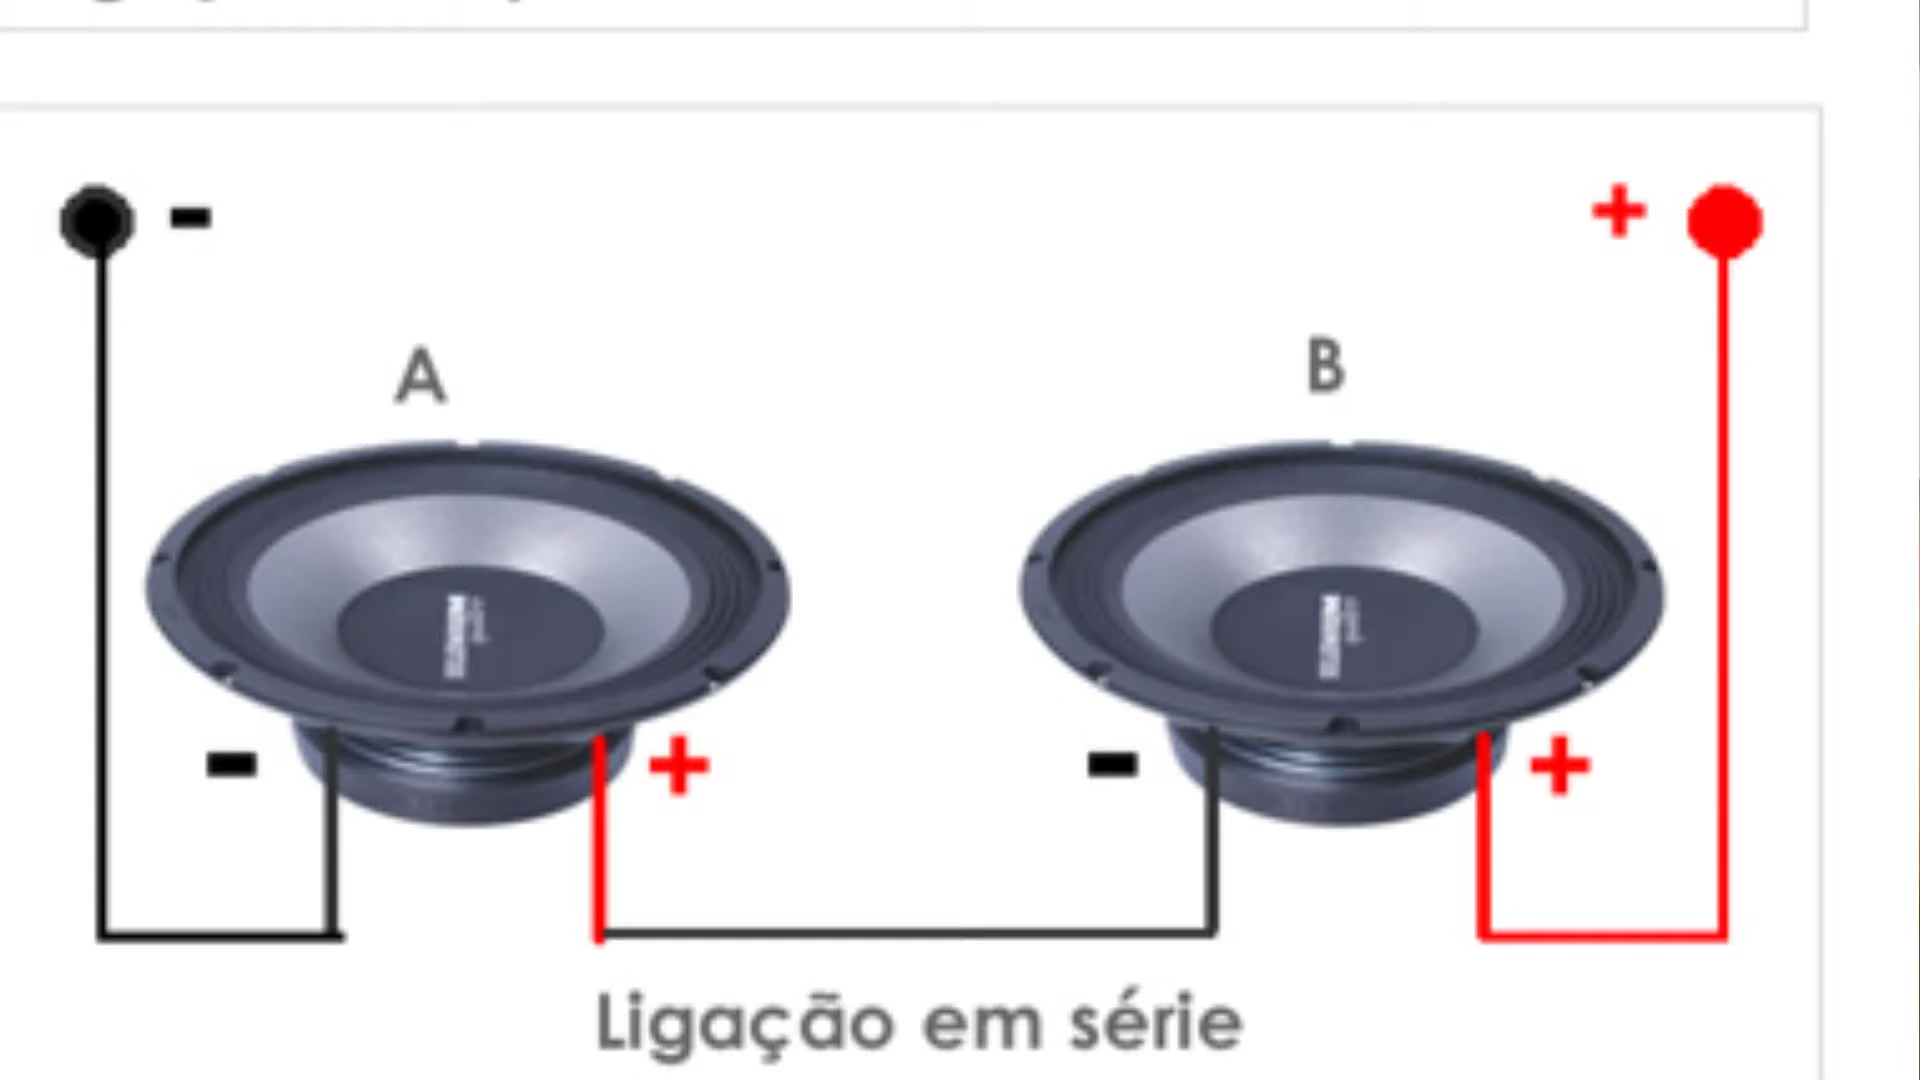 -
+
A
B
- + - +
Ligação em série